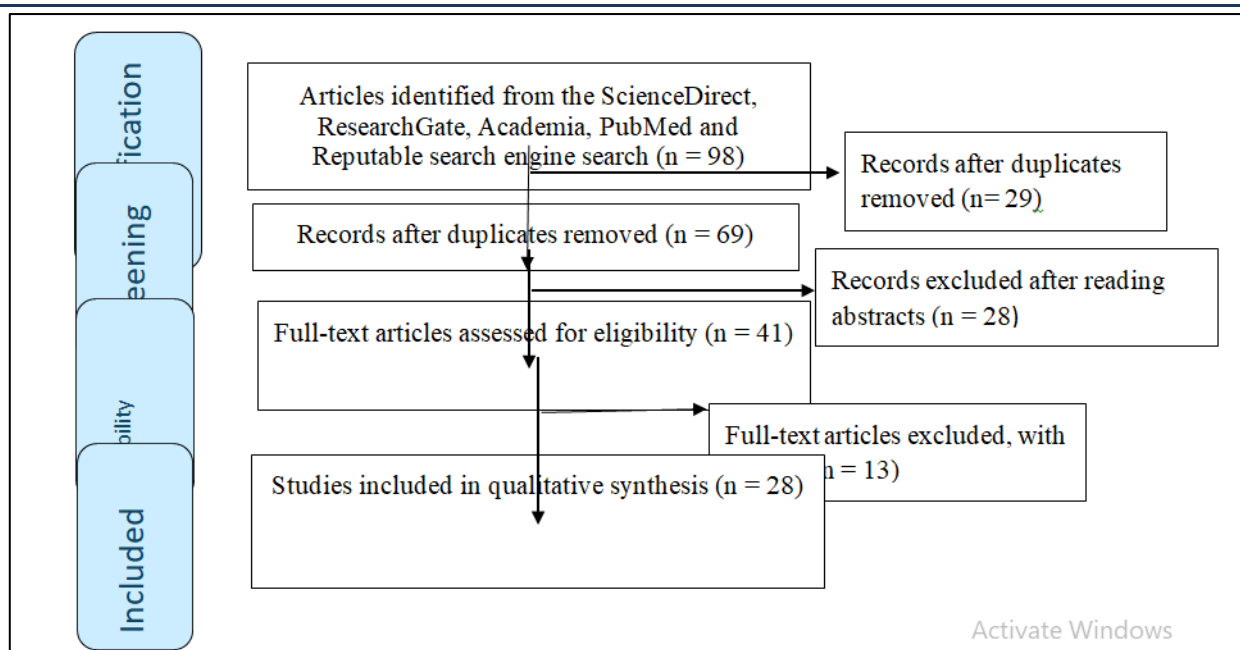 fication
Articles identified from the ScienceDirect,
ResearchGate, Academia, PubMed and
Reputable search engine search (n = 98)
Records after duplicates
removed (n= 29)
eening
Records after duplicates removed (n = 69)
Records excluded after reading
abstracts (n = 28)
Full-text articles assessed for eligibility (n = 41)
bility
Full-text articles excluded, with
n = 13)
Studies included in qualitative synthesis (n = 28)
Included
Activate Windows